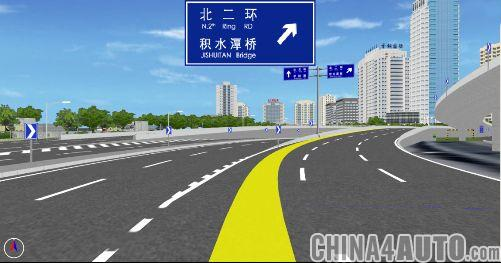 北二环
N.2ⁿᵈ Ring RD
积水潭桥
JISHUITAN Bridge
CHINA4AUTO.com